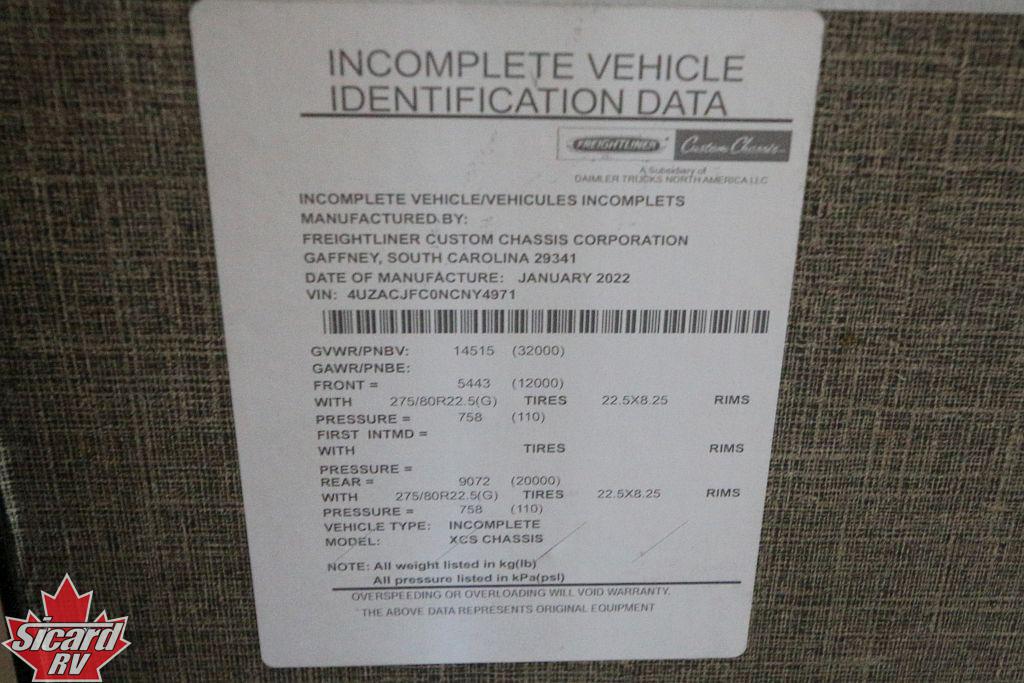 INCOMPLETE VEHICLE
IDENTIFICATION DATA
FREIGHTLINER Custom Chassis
A Subsidiary of
DAIMLER TRUCKS NORTH AMERICA LLC
INCOMPLETE VEHICLE/VEHICULES INCOMPLETS
MANUFACTURED BY:
FREIGHTLINER CUSTOM CHASSIS CORPORATION
GAFFNEY, SOUTH CAROLINA 29341
DATE OF MANUFACTURE: JANUARY 2022
VIN: 4UZACJFC0NCNY4971
GVWR/PNBV: 14515 (32000)
GAWR/PNBE:
FRONT = 5443 (12000)
WITH 275/80R22.5(G) TIRES 22.5X8.25 RIMS
PRESSURE = 758 (110)
FIRST INTMD =
WITH TIRES RIMS
PRESSURE =
REAR = 9072 (20000)
WITH 275/80R22.5(G) TIRES 22.5X8.25 RIMS
PRESSURE = 758 (110)
VEHICLE TYPE: INCOMPLETE
MODEL: XCS CHASSIS
NOTE: All weight listed in kg(lb)
All pressure listed in kPa(psi)
OVERSPEEDING OR OVERLOADING WILL VOID WARRANTY.
THE ABOVE DATA REPRESENTS ORIGINAL EQUIPMENT
Sicard
RV